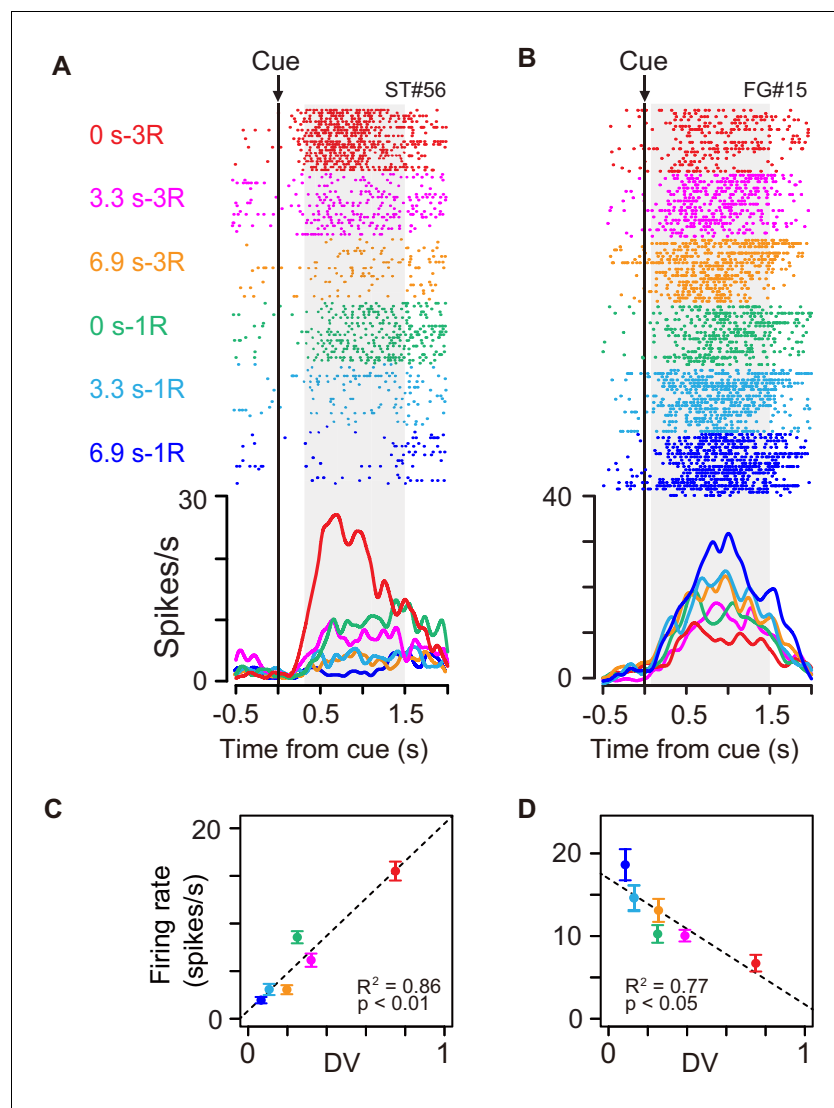 A
Cue
ST#56
0 s-3R
3.3 s-3R
6.9 s-3R
0 s-1R
3.3 s-1R
6.9 s-1R
30
Spikes/s
0
-0.5 0.5 1.5
Time from cue (s)
B
Cue
FG#15
40
0
-0.5 0.5 1.5
Time from cue (s)
C
20
Firing rate
(spikes/s)
0
R² = 0.86
p < 0.01
0 1
DV
D
20
10
0
R² = 0.77
p < 0.05
0 1
DV